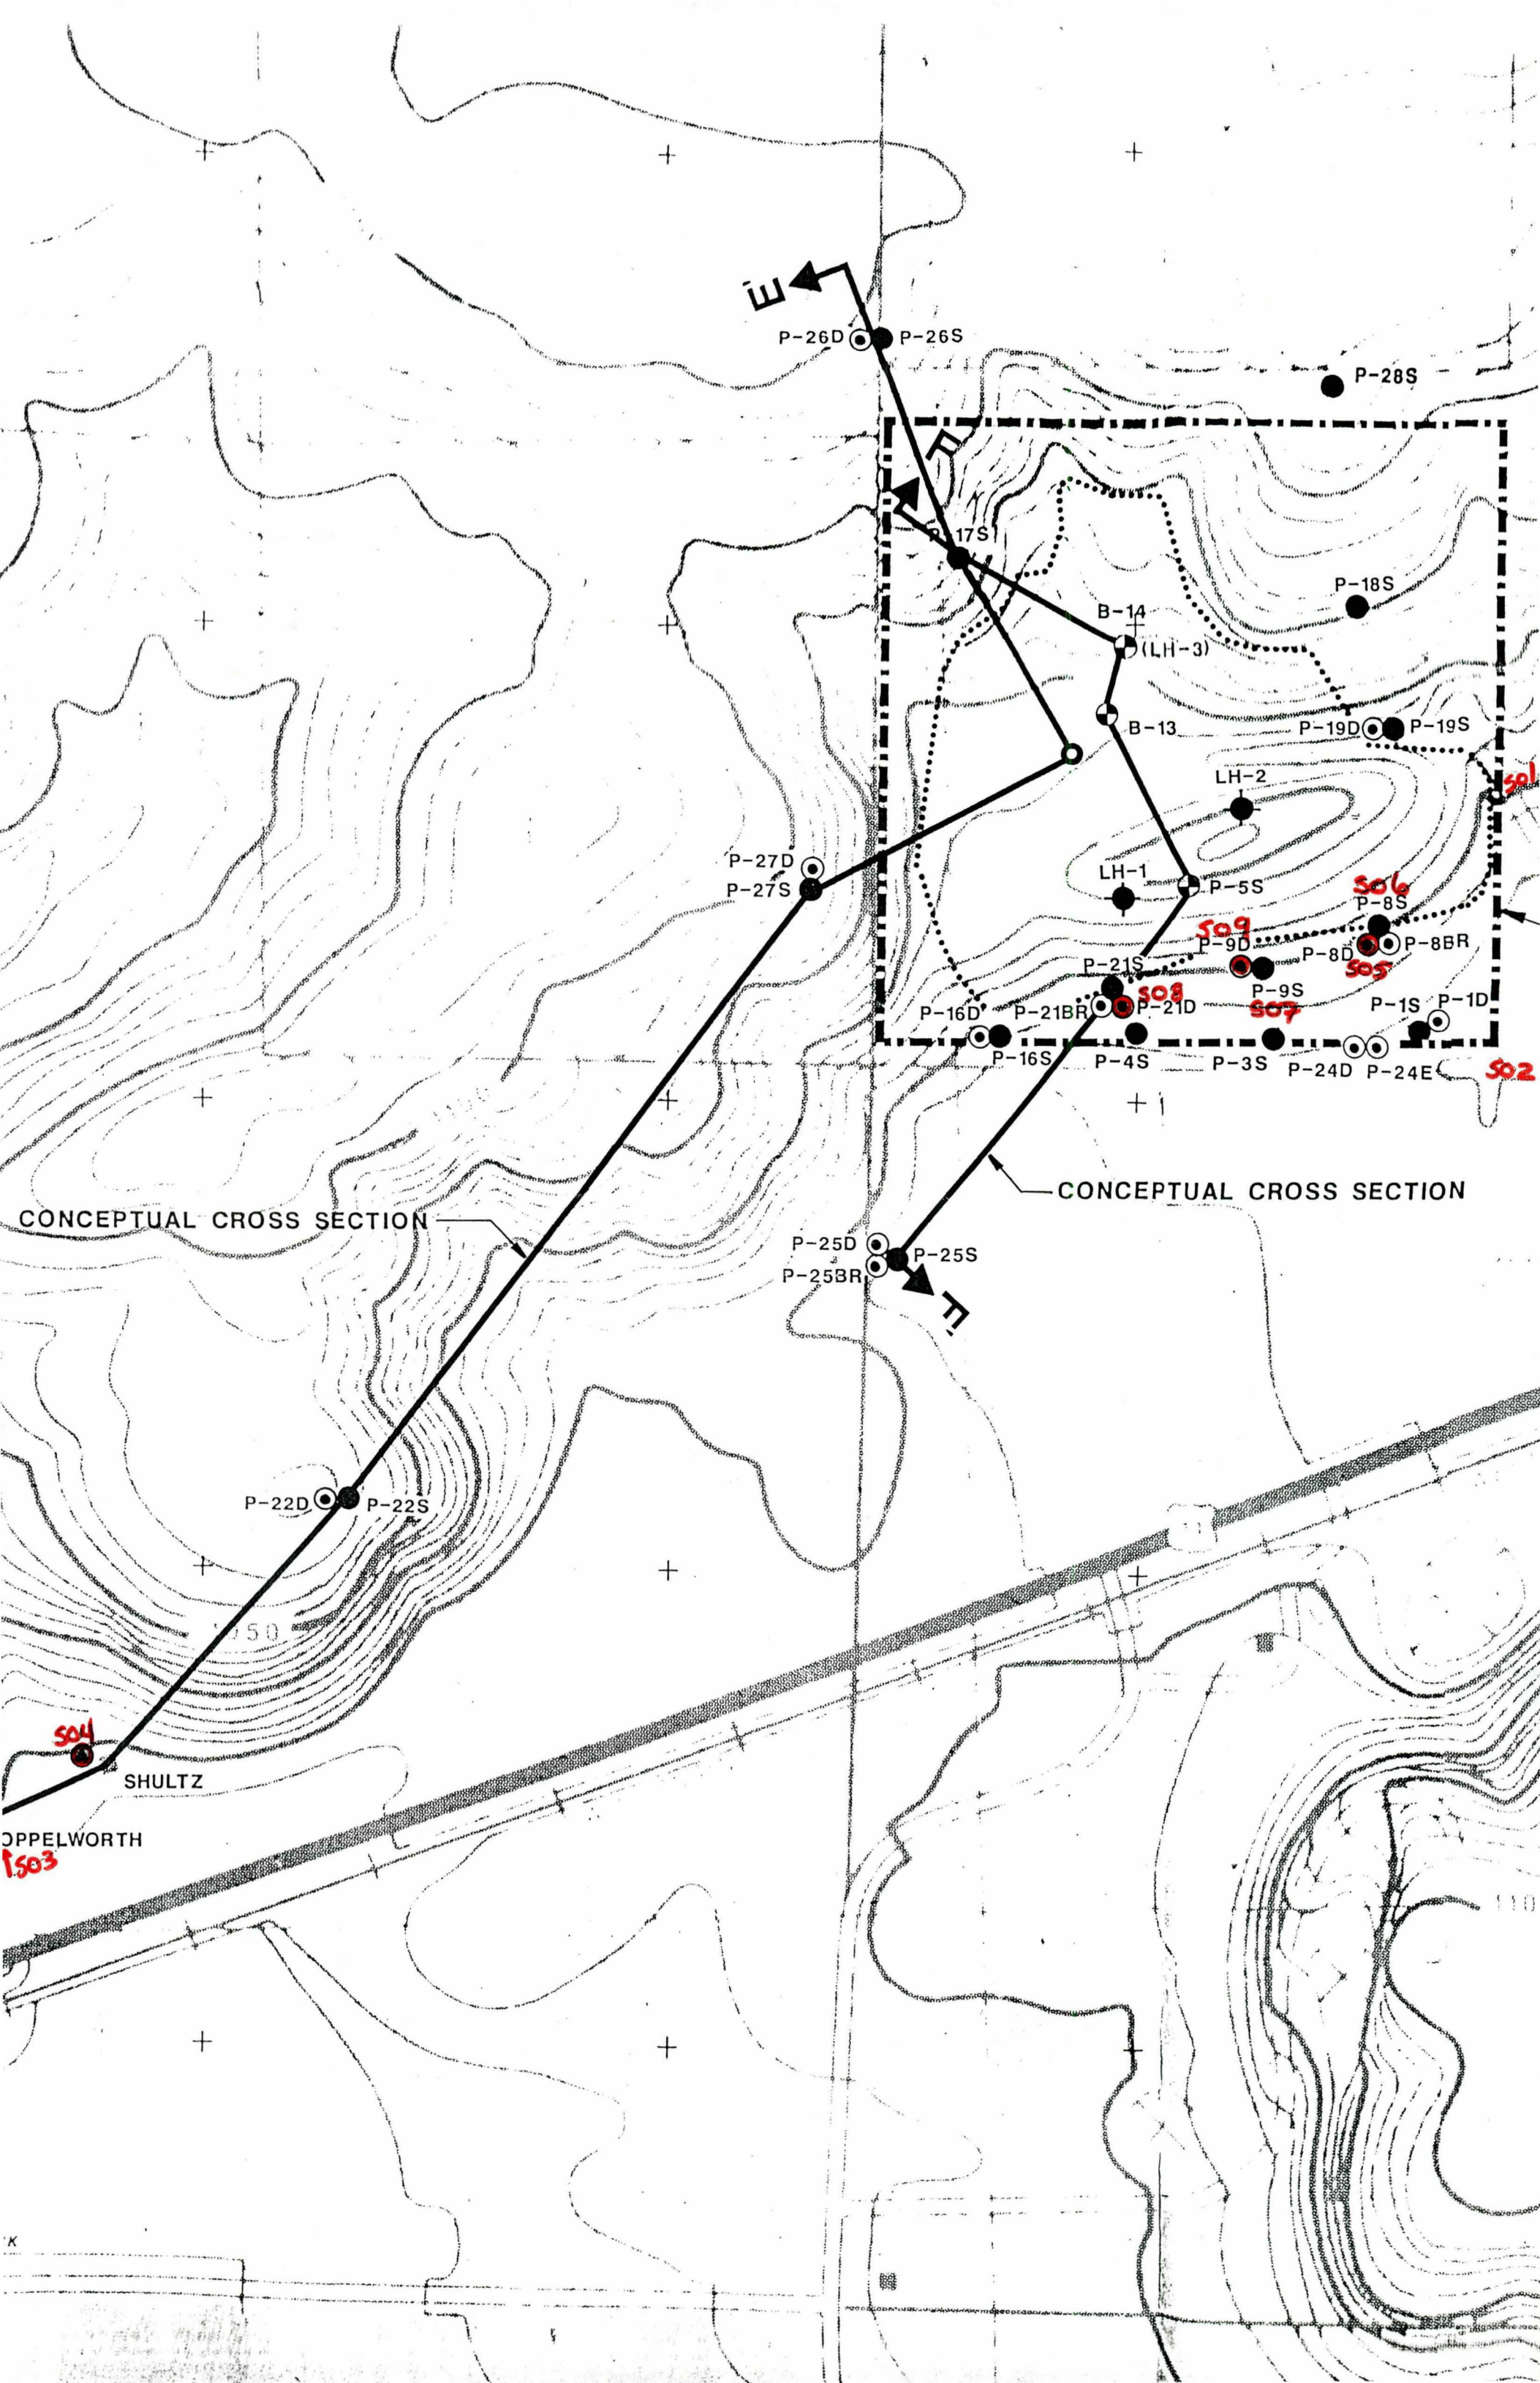 E'
P-26D
P-26S
P-28S
F
P-17S
P-18S
B-14
(LH-3)
B-13
P-19D
P-19S
LH-2
S01
P-27D
P-27S
LH-1
P-5S
S06
P-8S
S09
P-9D
P-8D
P-8BR
S05
P-21S
P-9S
S08
P-16D
P-21BR
P-21D
S07
P-1S
P-1D
P-16S
P-4S
P-3S
P-24D
P-24E
S02
CONCEPTUAL CROSS SECTION
CONCEPTUAL CROSS SECTION
P-25D
P-25S
P-25BR
F'
P-22D
P-22S
50
S04
SHULTZ
OPPELWORTH
S03
110
K